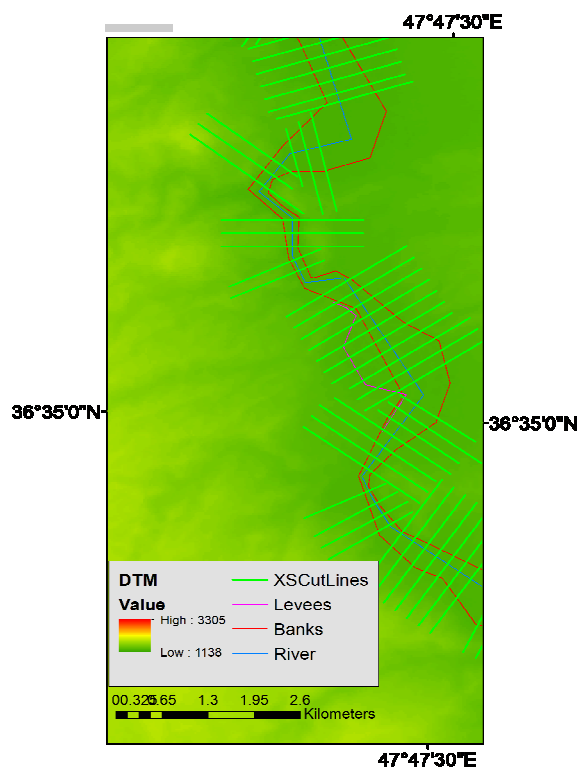 47°47'30"E
36°35'0"N
36°35'0"N
DTM
Value
High : 3305
Low : 1138
XSCutLines
Levees
Banks
River
0 0.325 0.65 1.3 1.95 2.6
Kilometers
47°47'30"E